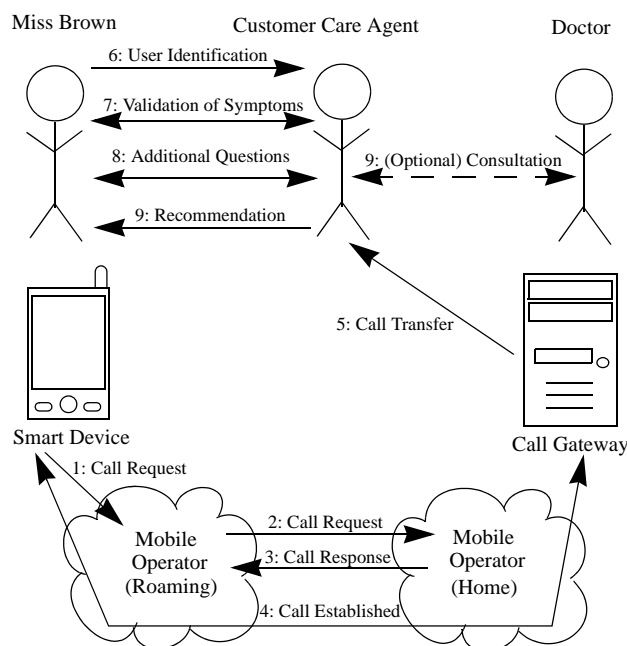 Miss Brown
Customer Care Agent
Doctor
6: User Identification
7: Validation of Symptoms
8: Additional Questions
9: (Optional) Consultation
9: Recommendation
5: Call Transfer
Smart Device
Call Gateway
1: Call Request
Mobile
Operator
(Roaming)
2: Call Request
3: Call Response
Mobile
Operator
(Home)
4: Call Established